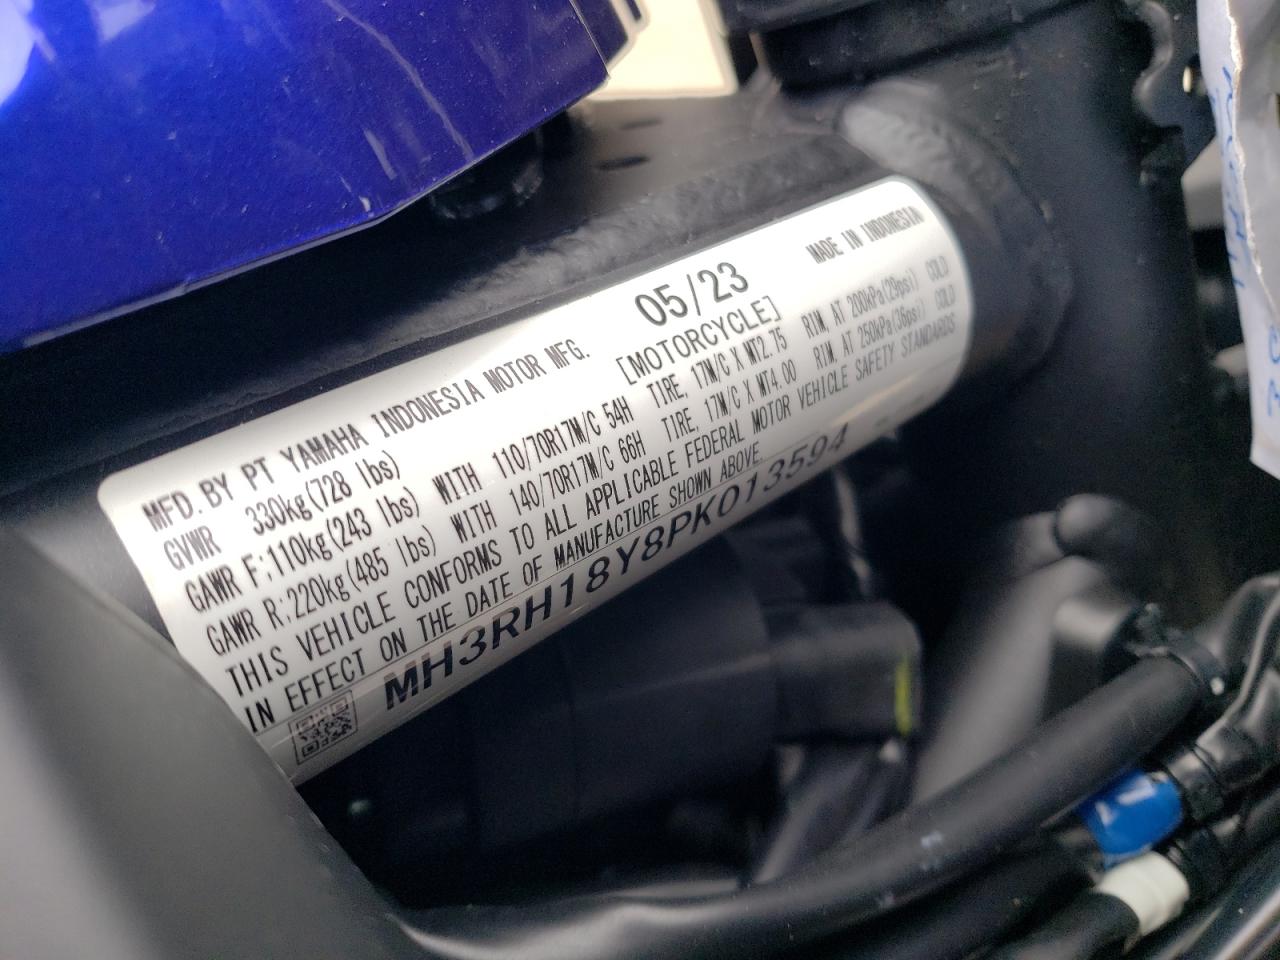 05/23
MADE IN INDONESIA
MFD. BY PT YAMAHA INDONESIA MOTOR MFG. [MOTORCYCLE]
GVWR 330kg(728 lbs)
GAWR F:110kg(243 lbs) WITH 110/70R17M/C 54H TIRE, 17M/C X MT2.75 RIM, AT 200kPa(29psi) COLD
GAWR R:220kg(485 lbs) WITH 140/70R17M/C 66H TIRE, 17M/C X MT4.00 RIM, AT 250kPa(36psi) COLD
THIS VEHICLE CONFORMS TO ALL APPLICABLE FEDERAL MOTOR VEHICLE SAFETY STANDARDS
IN EFFECT ON THE DATE OF MANUFACTURE SHOWN ABOVE.
MH3RH18Y8PK013594